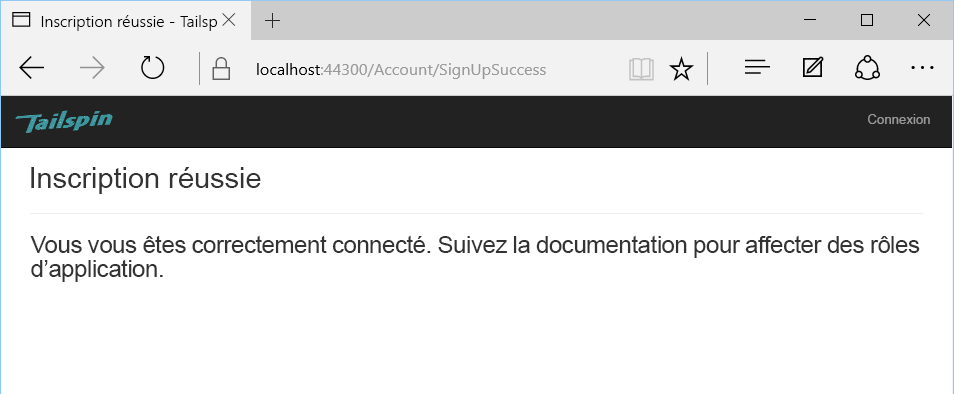 Inscription réussie - Tailsp
localhost:44300/Account/SignUpSuccess
Tailspin
Connexion
Inscription réussie
Vous vous êtes correctement connecté. Suivez la documentation pour affecter des rôles
d’application.